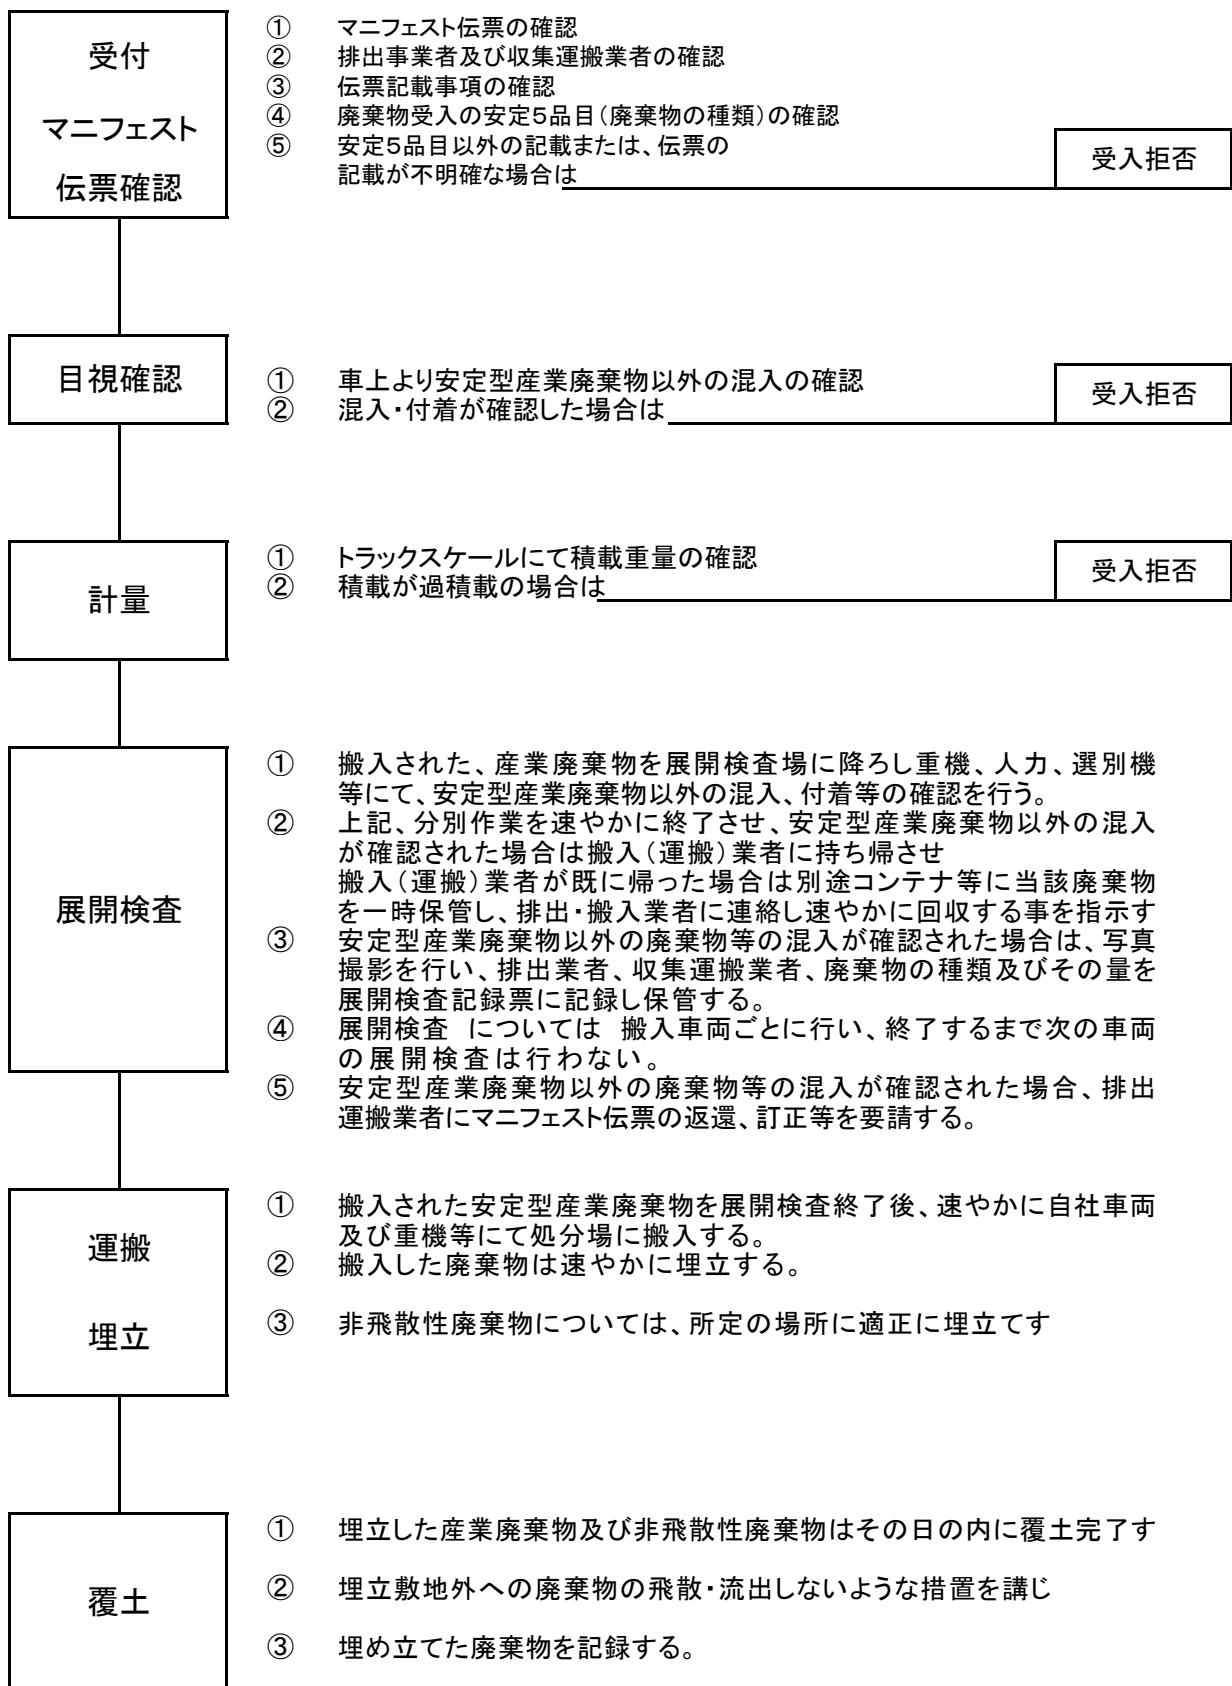 受付
マニフェスト
伝票確認
① マニフェスト伝票の確認
② 排出事業者及び収集運搬業者の確認
③ 伝票記載事項の確認
④ 廃棄物受入の安定5品目(廃棄物の種類)の確認
⑤ 安定5品目以外の記載または、伝票の
記載が不明確な場合は
受入拒否
目視確認
① 車上より安定型産業廃棄物以外の混入の確認
② 混入・付着が確認した場合は
受入拒否
計量
① トラックスケールにて積載重量の確認
② 積載が過積載の場合は
受入拒否
展開検査
① 搬入された、産業廃棄物を展開検査場に降ろし重機、人力、選別機
等にて、安定型産業廃棄物以外の混入、付着等の確認を行う。
② 上記、分別作業を速やかに終了させ、安定型産業廃棄物以外の混入
が確認された場合は搬入(運搬)業者に持ち帰させ
搬入(運搬)業者が既に帰った場合は別途コンテナ等に当該廃棄物
を一時保管し、排出・搬入業者に連絡し速やかに回収する事を指示す
③ 安定型産業廃棄物以外の廃棄物等の混入が確認された場合は、写真
撮影を行い、排出業者、収集運搬業者、廃棄物の種類及びその量を
展開検査記録票に記録し保管する。
④ 展開検査 については 搬入車両ごとに行い、終了するまで次の車両
の展開検査は行わない。
⑤ 安定型産業廃棄物以外の廃棄物等の混入が確認された場合、排出
運搬業者にマニフェスト伝票の返還、訂正等を要請する。
運搬
埋立
① 搬入された安定型産業廃棄物を展開検査終了後、速やかに自社車両
及び重機等にて処分場に搬入する。
② 搬入した廃棄物は速やかに埋立する。
③ 非飛散性廃棄物については、所定の場所に適正に埋立てす
覆土
① 埋立した産業廃棄物及び非飛散性廃棄物はその日の内に覆土完了す
② 埋立敷地外への廃棄物の飛散・流出しないような措置を講じ
③ 埋め立てた廃棄物を記録する。